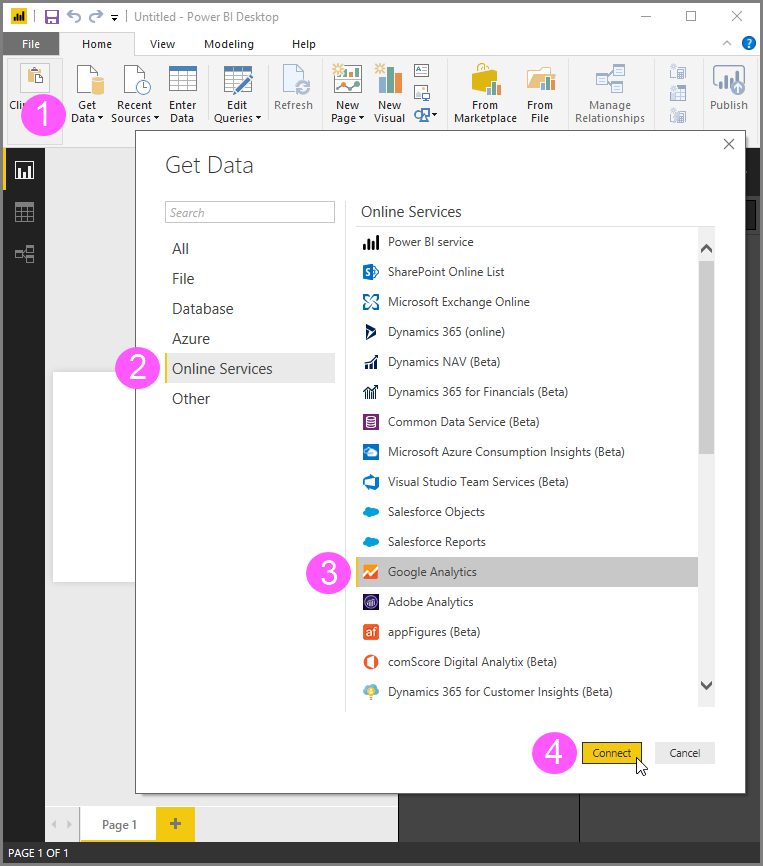 Untitled - Power BI Desktop
File Home View Modeling Help
1
Get Data
Recent Sources
Enter Data
Edit Queries
Refresh
New Page
New Visual
From Marketplace
From File
Manage Relationships
Publish
Get Data
Search
All
File
Database
Azure
2
Online Services
Other
Online Services
Power BI service
SharePoint Online List
Microsoft Exchange Online
Dynamics 365 (online)
Dynamics NAV (Beta)
Dynamics 365 for Financials (Beta)
Common Data Service (Beta)
Microsoft Azure Consumption Insights (Beta)
Visual Studio Team Services (Beta)
Salesforce Objects
Salesforce Reports
3
Google Analytics
Adobe Analytics
af
appFigures (Beta)
comScore Digital Analytix (Beta)
Dynamics 365 for Customer Insights (Beta)
4
Connect
Cancel
Page 1
PAGE 1 OF 1